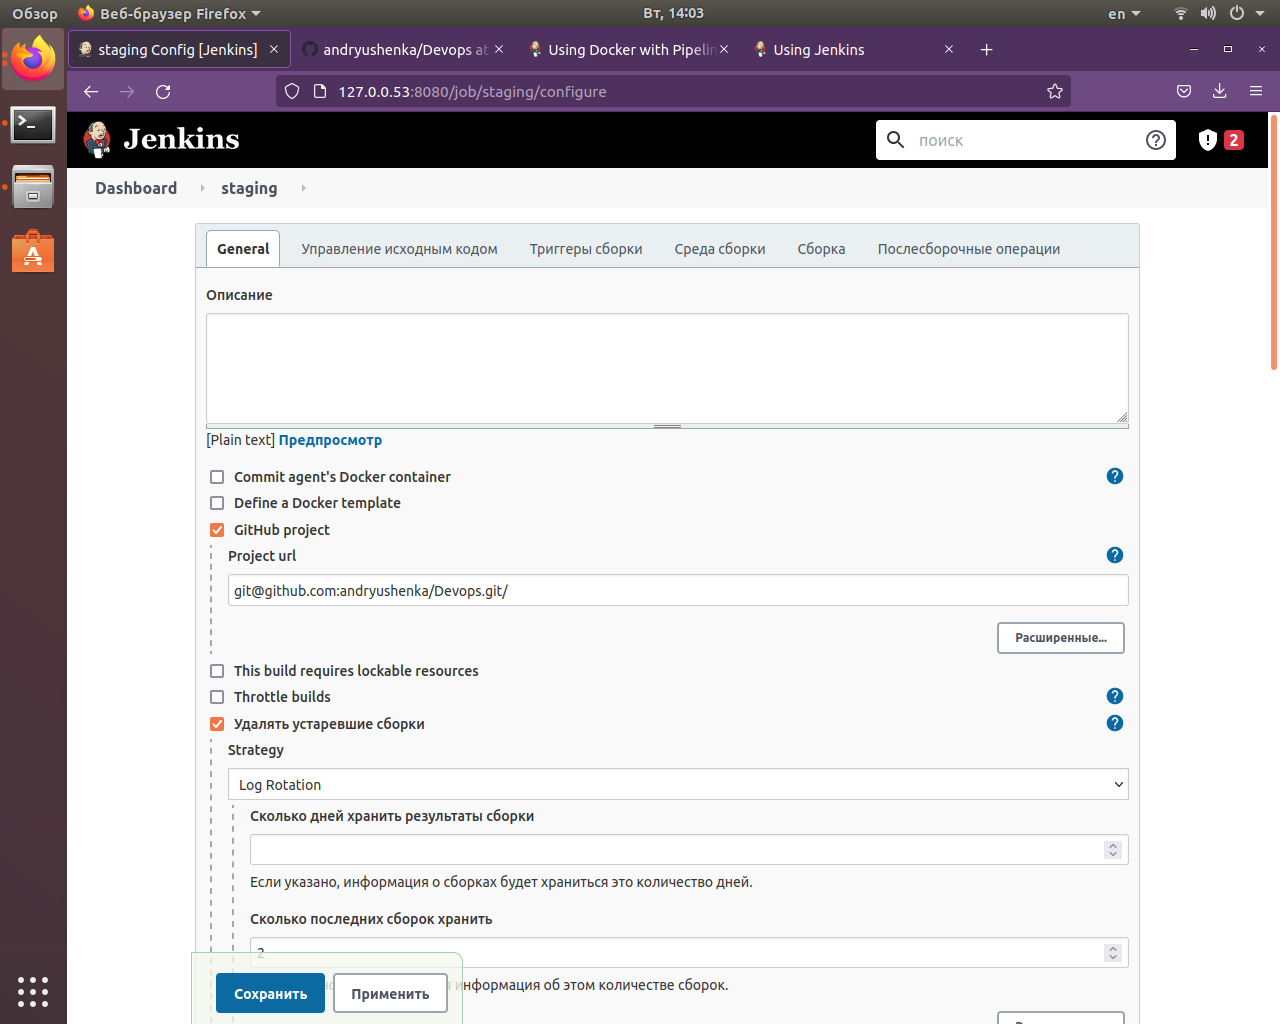 Обзор Веб-браузер Firefox Вт, 14:03 en
staging Config [Jenkins] andryushenka/Devops at Using Docker with Pipelin Using Jenkins
127.0.0.53:8080/job/staging/configure
Jenkins поиск 2
Dashboard staging
General Управление исходным кодом Триггеры сборки Среда сборки Сборка Послесборочные операции
Описание
[Plain text] Предпросмотр
Commit agent's Docker container
Define a Docker template
GitHub project
Project url
git@github.com:andryushenka/Devops.git/
Расширенные...
This build requires lockable resources
Throttle builds
Удалять устаревшие сборки
Strategy
Log Rotation
Сколько дней хранить результаты сборки
Если указано, информация о сборках будет храниться это количество дней.
Сколько последних сборок хранить
2
информация об этом количестве сборок.
Сохранить Применить